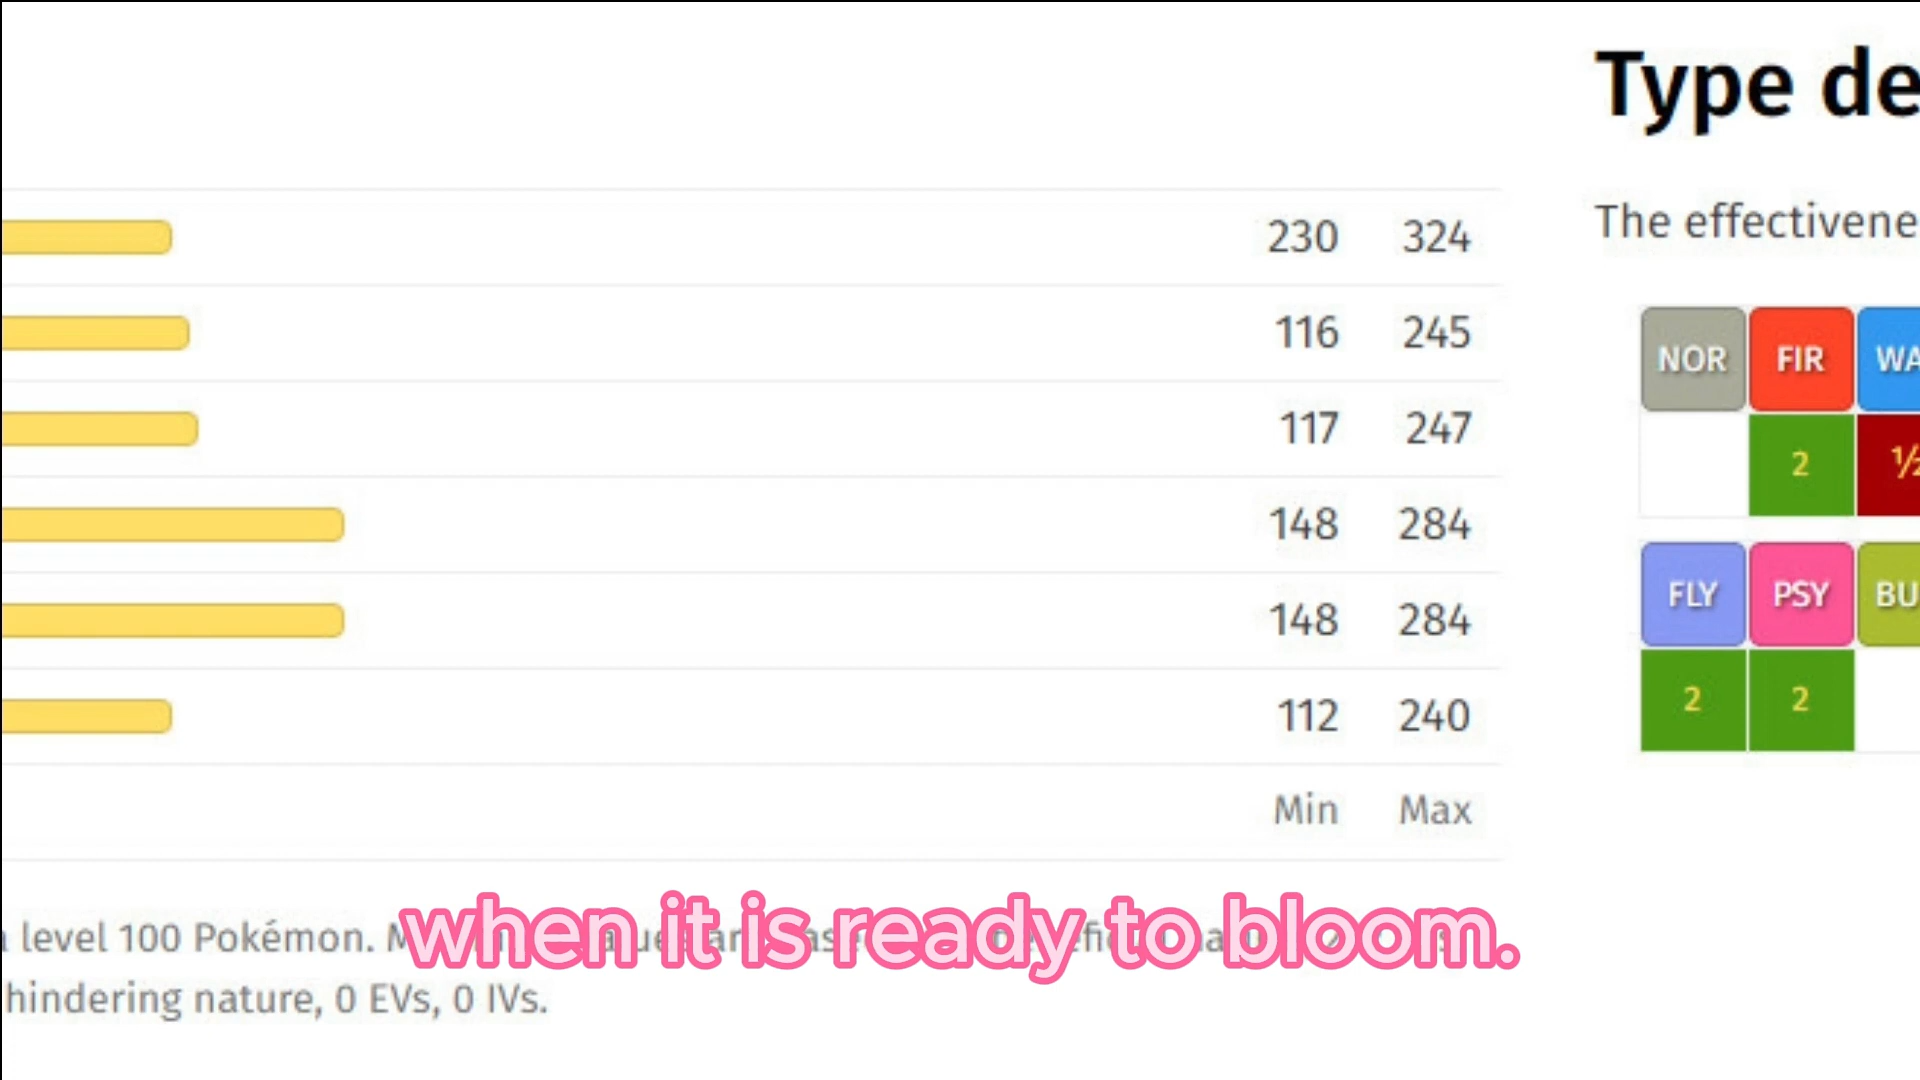 Type de
The effectivene
230 324
116 245
117 247
148 284
148 284
112 240
Min Max
NOR FIR WA
2 ½
FLY PSY BU
2 2
level 100 Pokémon.
when it is ready to bloom.
hindering nature, 0 EVs, 0 IVs.